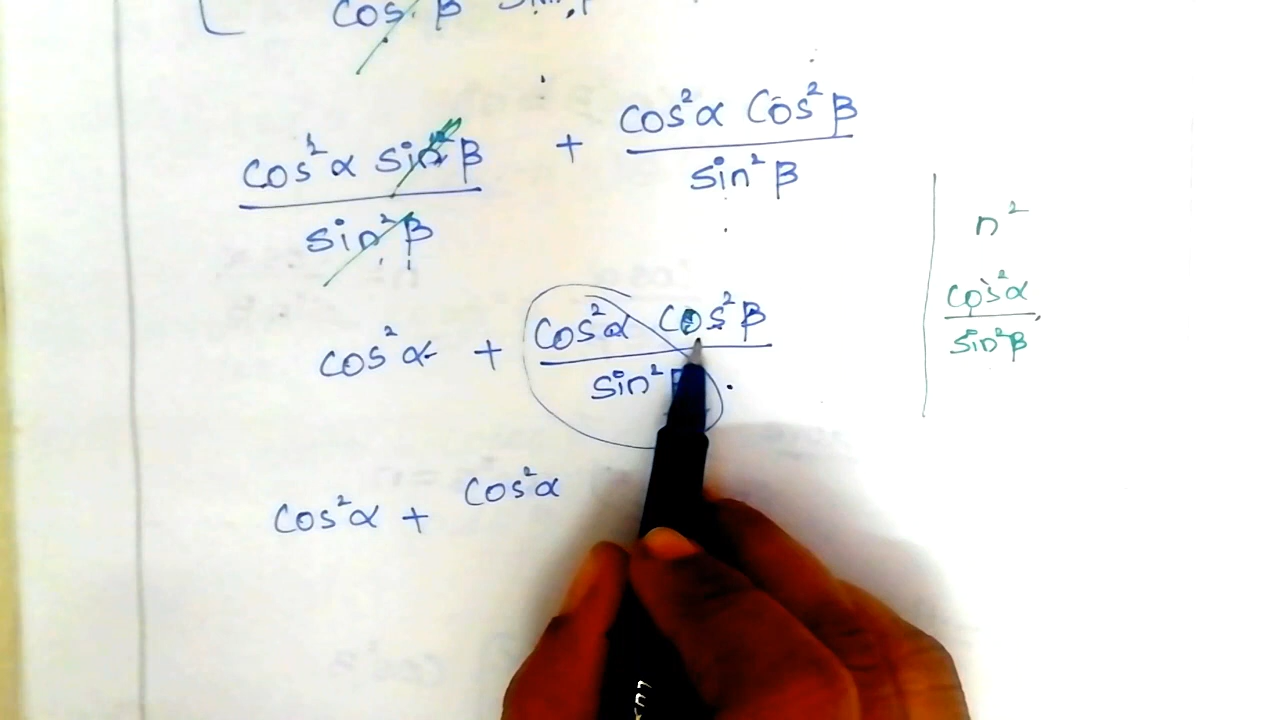 Cos β
cos²α sin²β / sin²β + cos²α Cos²β / sin²β
n²
cos²α / sin²β
cos²α + cos²α Cos²β / sin²β
cos²α + cos²α